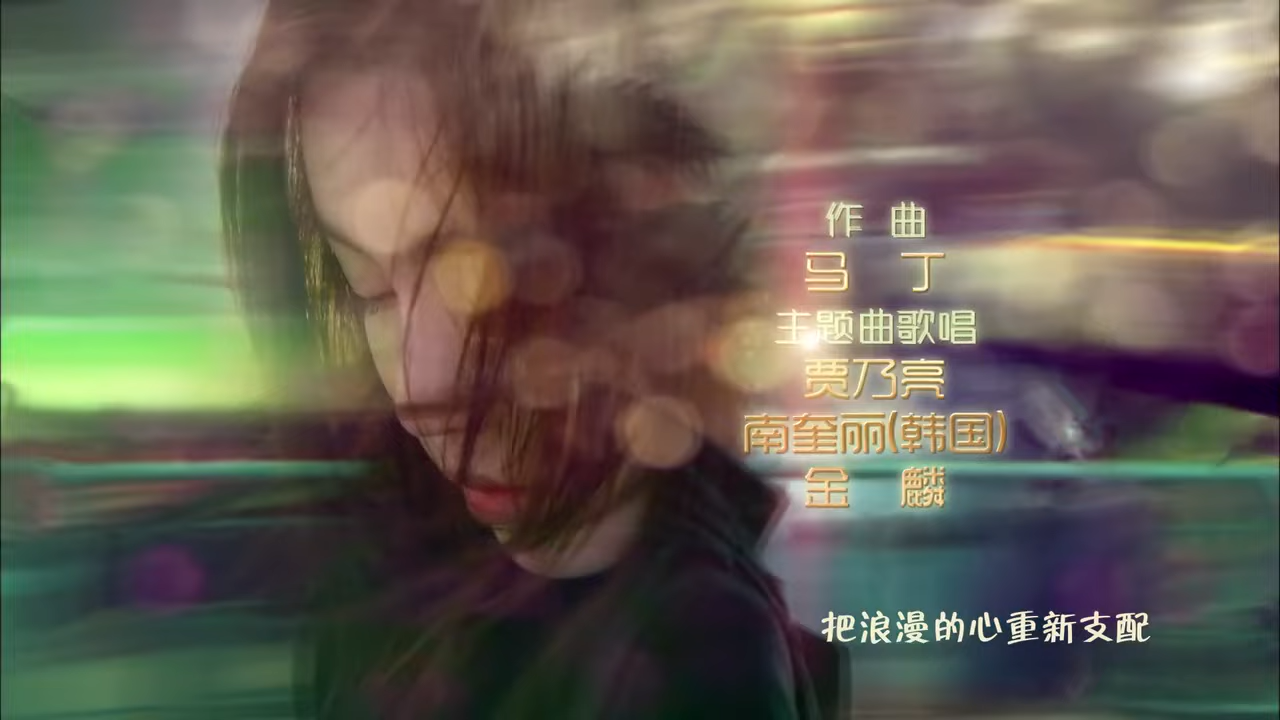 作 曲
马 丁
主题曲歌唱
贾乃亮
南奎丽(韩国)
金 麟
把浪漫的心重新支配